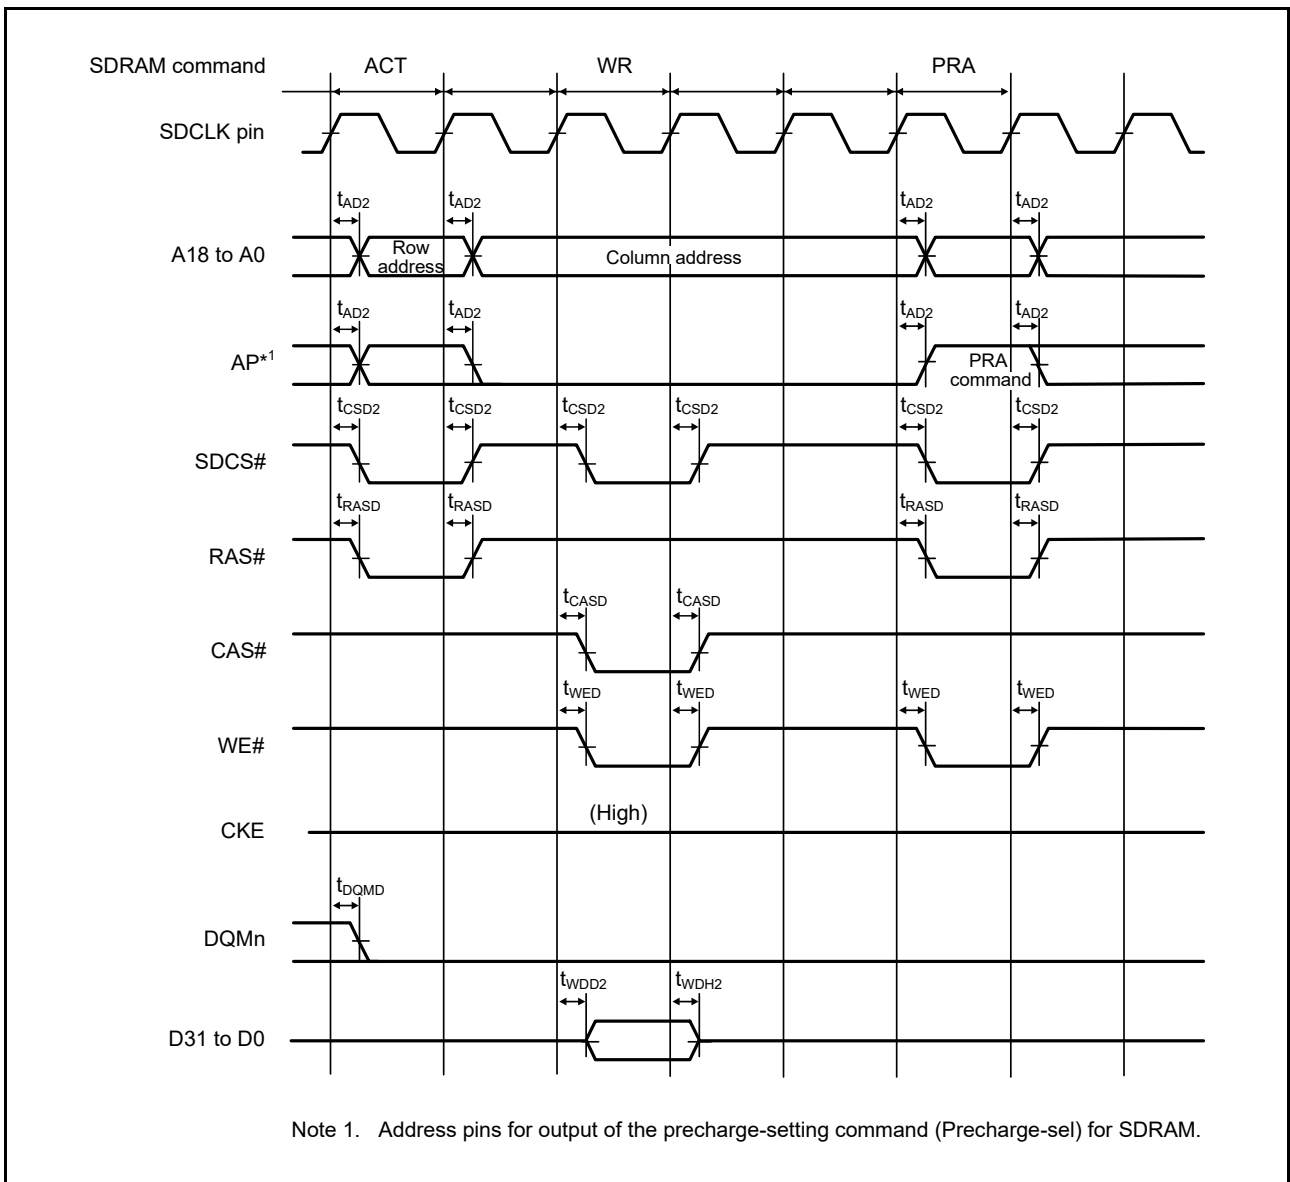 SDRAM command ACT WR PRA
SDCLK pin
tAD2 tAD2 tAD2 tAD2
A18 to A0 Row address Column address
tAD2 tAD2 tAD2 tAD2
AP*1 PRA command
tCSD2 tCSD2 tCSD2 tCSD2 tCSD2 tCSD2
SDCS#
tRASD tRASD tRASD tRASD
RAS#
tCASD tCASD
CAS#
tWED tWED tWED tWED
WE#
(High)
CKE
tDQMD
DQMn
tWDD2 tWDH2
D31 to D0
Note 1. Address pins for output of the precharge-setting command (Precharge-sel) for SDRAM.